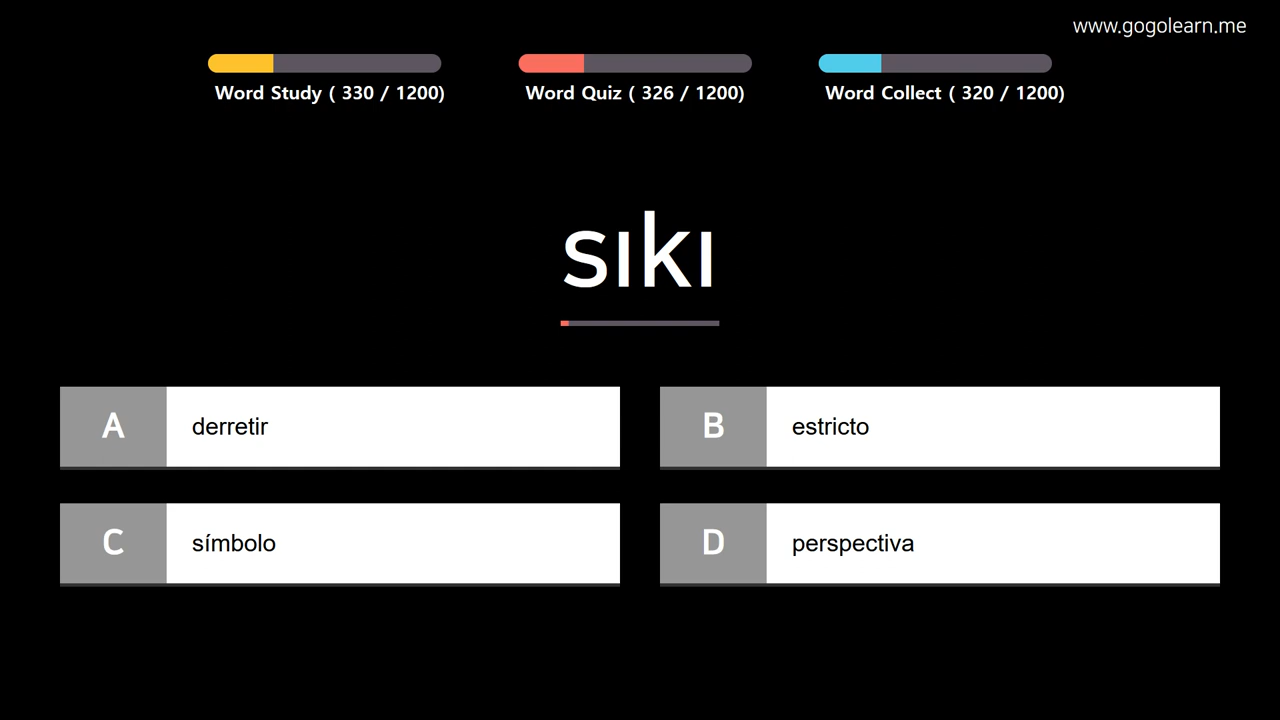 www.gogolearn.me
Word Study ( 330 / 1200)
Word Quiz ( 326 / 1200)
Word Collect ( 320 / 1200)
sıkı
A derretir
B estricto
C símbolo
D perspectiva